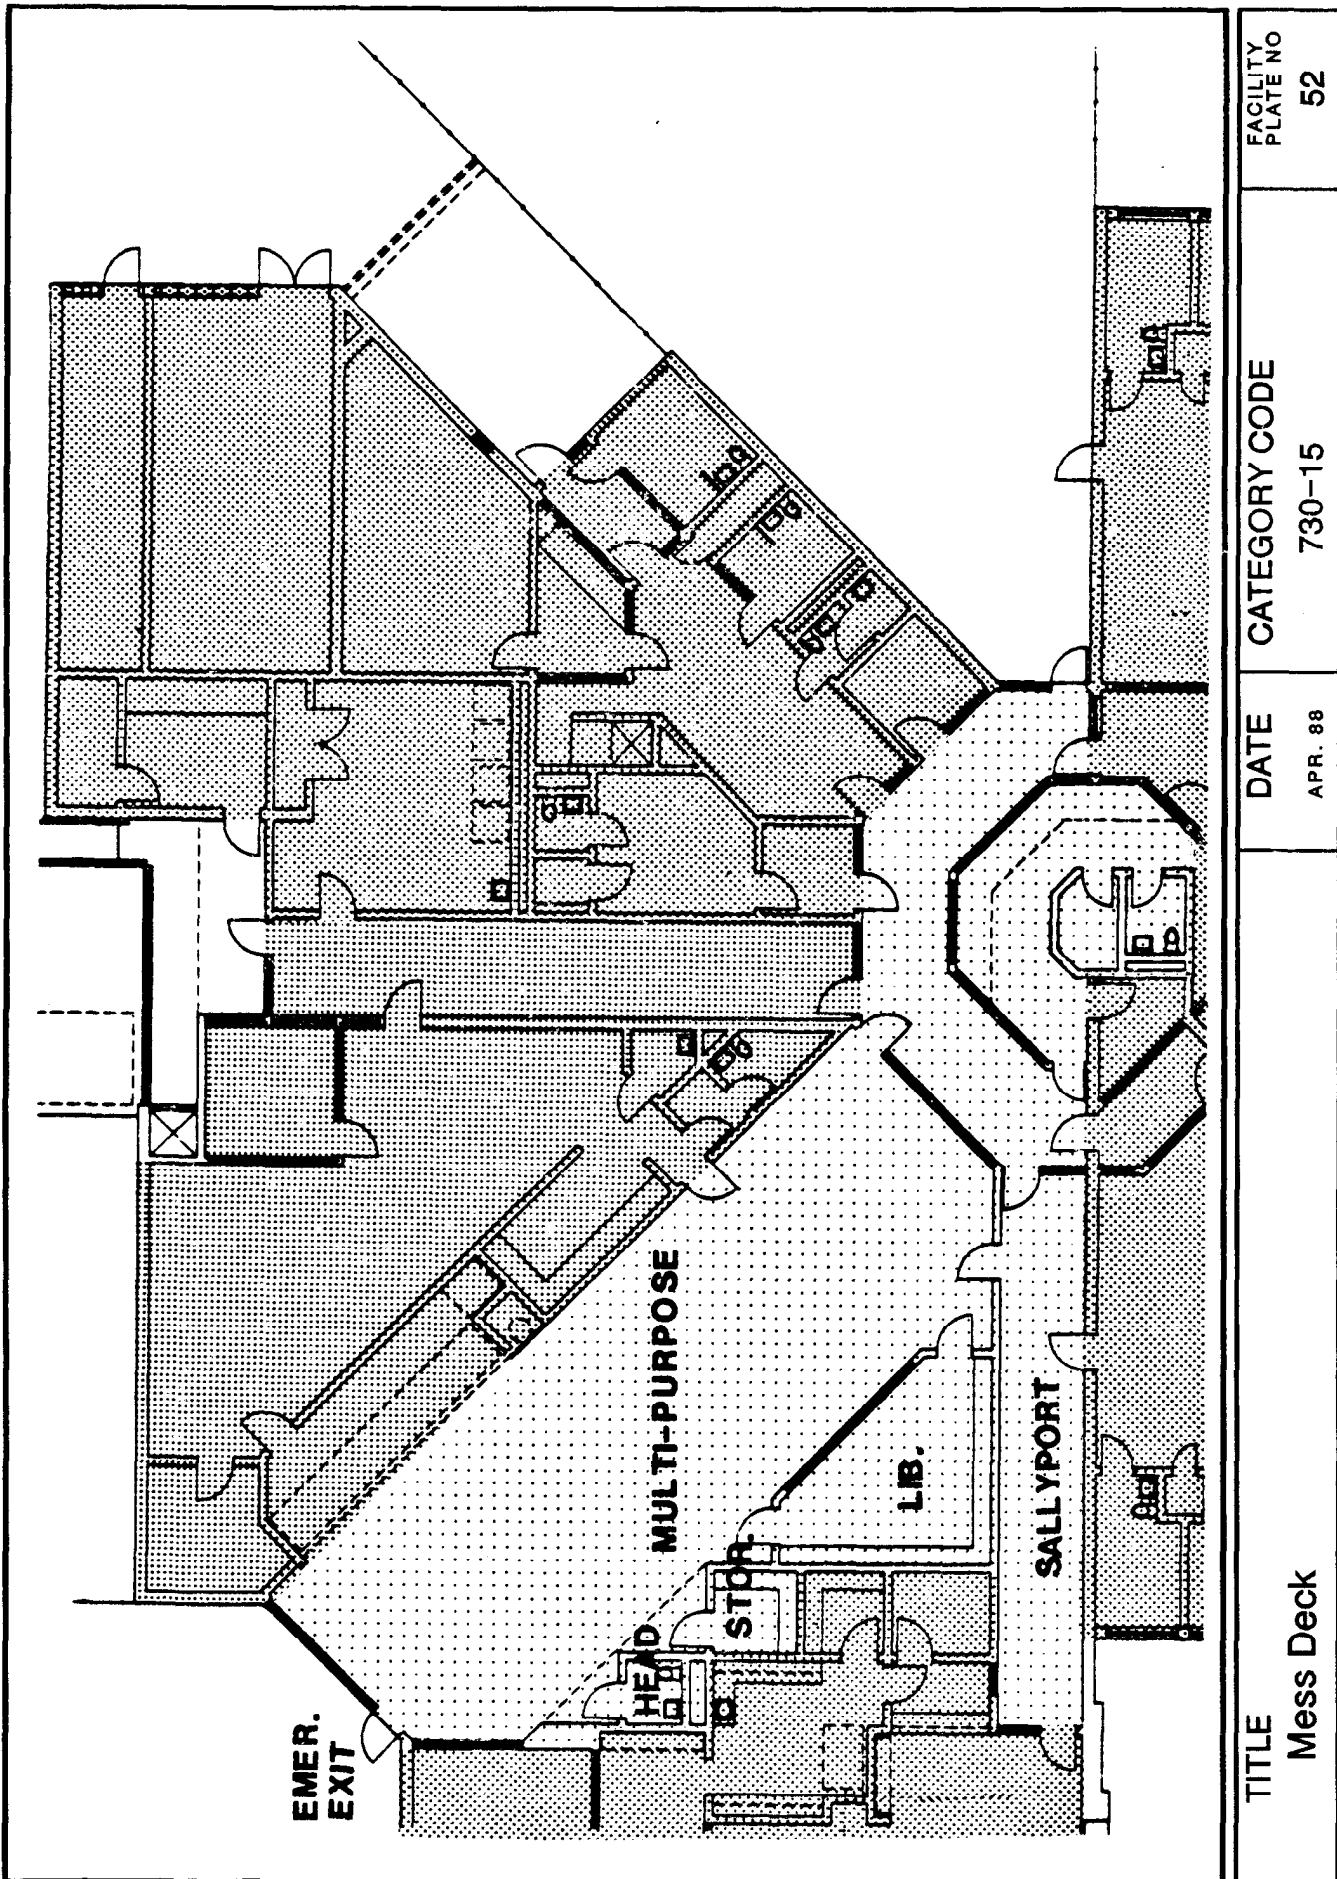 EMER.
EXIT
HEAD
STOR.
MULTI-PURPOSE
LIB.
SALLYPORT
TITLE
Mess Deck
DATE
APR. 88
CATEGORY CODE
730-15
FACILITY
PLATE NO
52